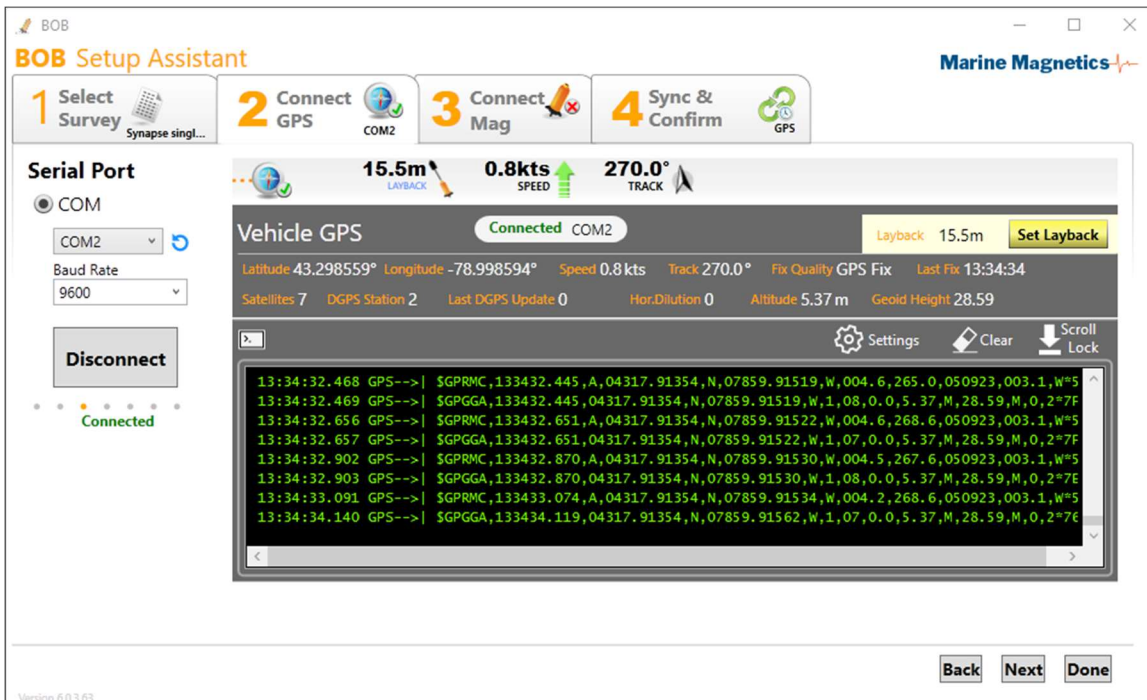 BOB
BOB Setup Assistant
Marine Magnetics
1 Select Survey Synapse singl...
2 Connect GPS COM2
3 Connect Mag
4 Sync & Confirm GPS
Serial Port
COM
COM2
Baud Rate
9600
Disconnect
Connected
15.5m LAYBACK 0.8kts SPEED 270.0° TRACK
Vehicle GPS Connected COM2 Layback 15.5m Set Layback
Latitude 43.298559° Longitude -78.998594° Speed 0.8 kts Track 270.0° Fix Quality GPS Fix Last Fix 13:34:34
Satellites 7 DGPS Station 2 Last DGPS Update 0 Hor.Dilution 0 Altitude 5.37 m Geoid Height 28.59
Settings Clear Scroll Lock
13:34:32.468 GPS-->| $GPRMC,133432.445,A,04317.91354,N,07859.91519,W,004.6,265.0,050923,003.1,W*5
13:34:32.469 GPS-->| $GPGGA,133432.445,04317.91354,N,07859.91519,W,1,08,0.0,5.37,M,28.59,M,0,2*7F
13:34:32.656 GPS-->| $GPRMC,133432.651,A,04317.91354,N,07859.91522,W,004.6,268.6,050923,003.1,W*5
13:34:32.657 GPS-->| $GPGGA,133432.651,04317.91354,N,07859.91522,W,1,07,0.0,5.37,M,28.59,M,0,2*7F
13:34:32.902 GPS-->| $GPRMC,133432.870,A,04317.91354,N,07859.91530,W,004.5,267.6,050923,003.1,W*5
13:34:32.903 GPS-->| $GPGGA,133432.870,04317.91354,N,07859.91530,W,1,08,0.0,5.37,M,28.59,M,0,2*7E
13:34:33.091 GPS-->| $GPRMC,133433.074,A,04317.91354,N,07859.91534,W,004.2,268.6,050923,003.1,W*5
13:34:34.140 GPS-->| $GPGGA,133434.119,04317.91354,N,07859.91562,W,1,07,0.0,5.37,M,28.59,M,0,2*76
Back Next Done
Version 6.0.3.63